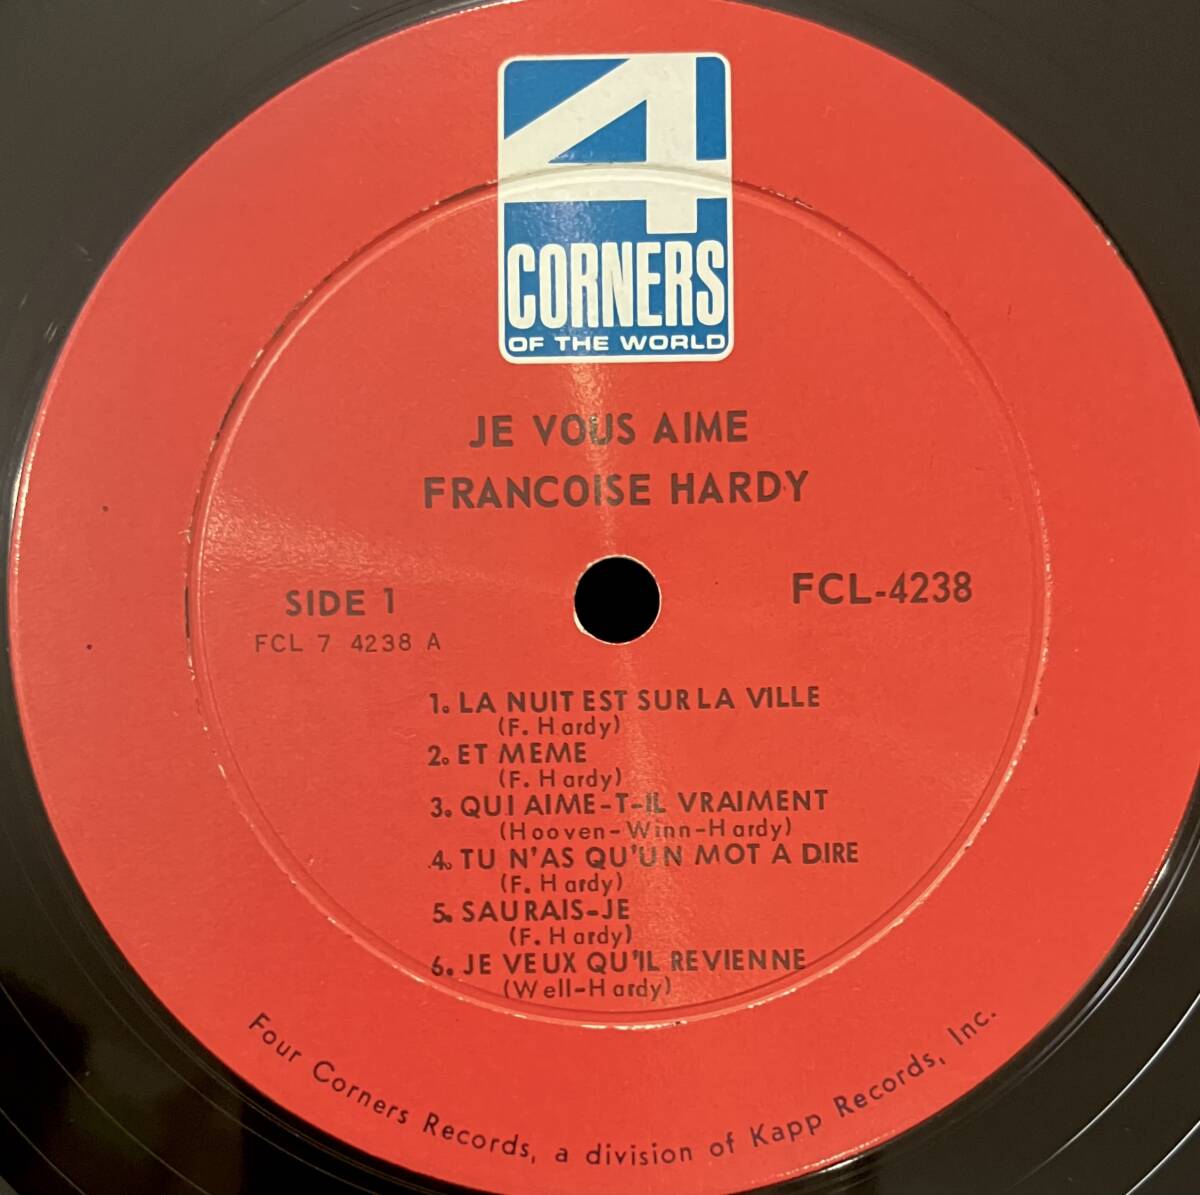 4
CORNERS
OF THE WORLD
JE VOUS AIME
FRANCOISE HARDY
SIDE 1
FCL-4238
FCL 7 4238 A
1. LA NUIT EST SUR LA VILLE
(F. Hardy)
2. ET MEME
(F. Hardy)
3. QUI AIME-T-IL VRAIMENT
(Hooven-Winn-Hardy)
4. TU N'AS QU'UN MOT A DIRE
(F. Hardy)
5. SAURAIS-JE
(F. Hardy)
6. JE VEUX QU'IL REVIENNE
(Well-Hardy)
Four Corners Records, a division of Kapp Records, Inc.